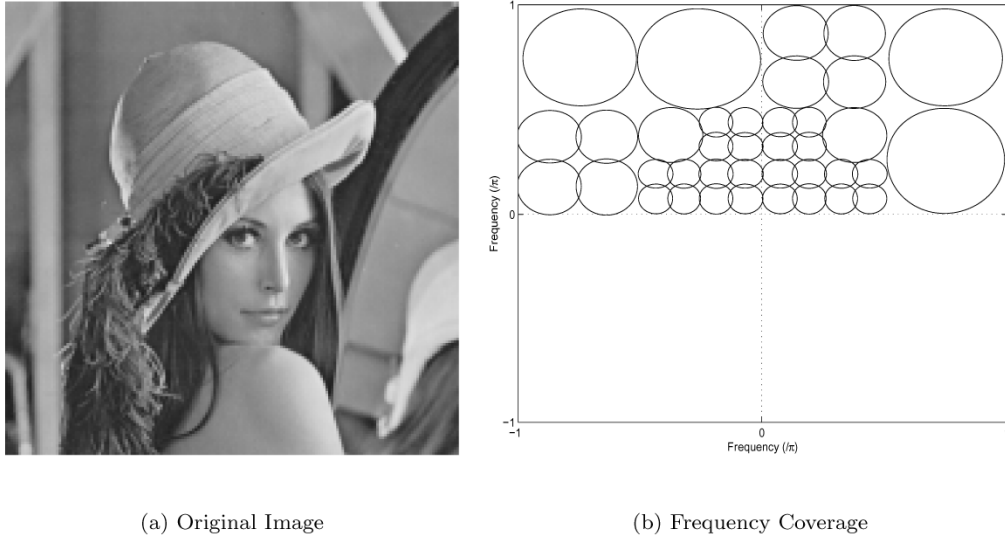 1
Frequency (/π)
0
−1
−1
0
Frequency (/π)
(a) Original Image
(b) Frequency Coverage